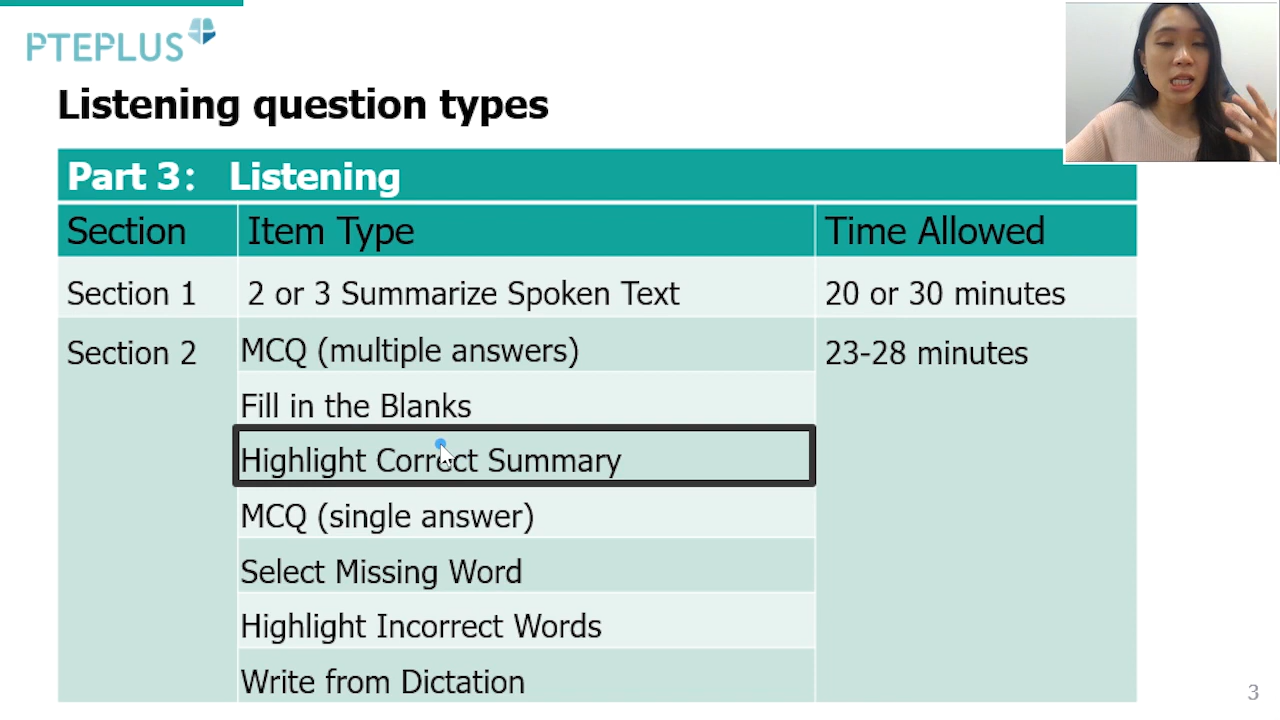 PTEPLUS
Listening question types
Part 3: Listening
Section Item Type Time Allowed
Section 1 2 or 3 Summarize Spoken Text 20 or 30 minutes
Section 2 MCQ (multiple answers) 23-28 minutes
Fill in the Blanks
Highlight Correct Summary
MCQ (single answer)
Select Missing Word
Highlight Incorrect Words
Write from Dictation
3